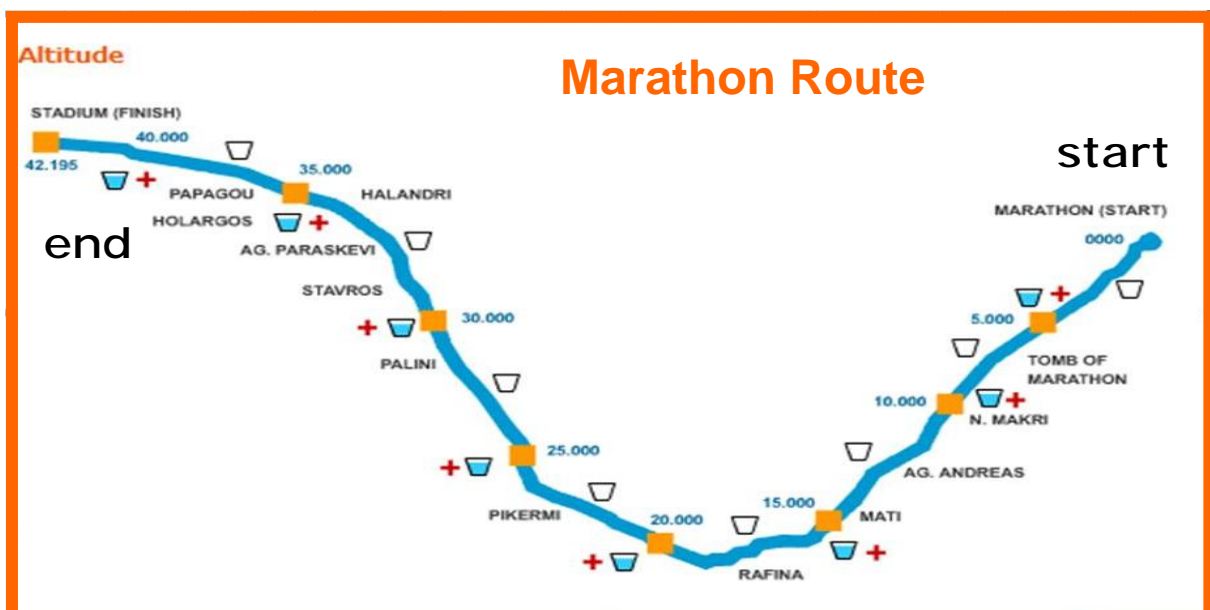 Altitude
Marathon Route
STADIUM (FINISH)
40.000
start
42.195
35.000
PAPAGOU
HALANDRI
HOLARGOS
MARATHON (START)
end
AG. PARASKEVI
0000
STAVROS
30.000
5.000
PALINI
TOMB OF
MARATHON
10.000
N. MAKRI
25.000
AG. ANDREAS
PIKERMI
20.000
15.000
MATI
RAFINA